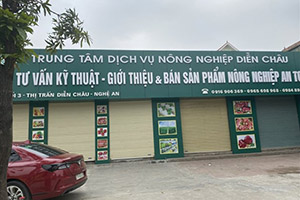 TRUNG TÂM DỊCH VỤ NÔNG NGHIỆP DIỄN CHÂU
TƯ VẤN KỸ THUẬT - GIỚI THIỆU & BÁN SẢN PHẨM NÔNG NGHIỆP AN
3 - THỊ TRẤN DIỄN CHÂU - NGHỆ AN